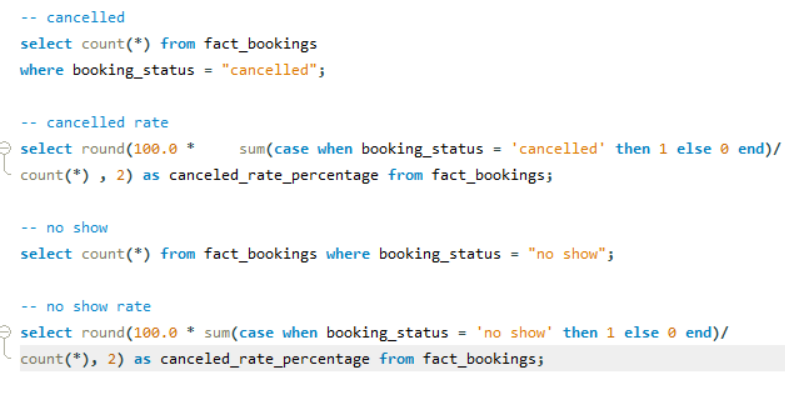 -- cancelled
select count(*) from fact_bookings
where booking_status = "cancelled";
-- cancelled rate
select round(100.0 *     sum(case when booking_status = 'cancelled' then 1 else 0 end)/
count(*) , 2) as canceled_rate_percentage from fact_bookings;
-- no show
select count(*) from fact_bookings where booking_status = "no show";
-- no show rate
select round(100.0 * sum(case when booking_status = 'no show' then 1 else 0 end)/
count(*), 2) as canceled_rate_percentage from fact_bookings;